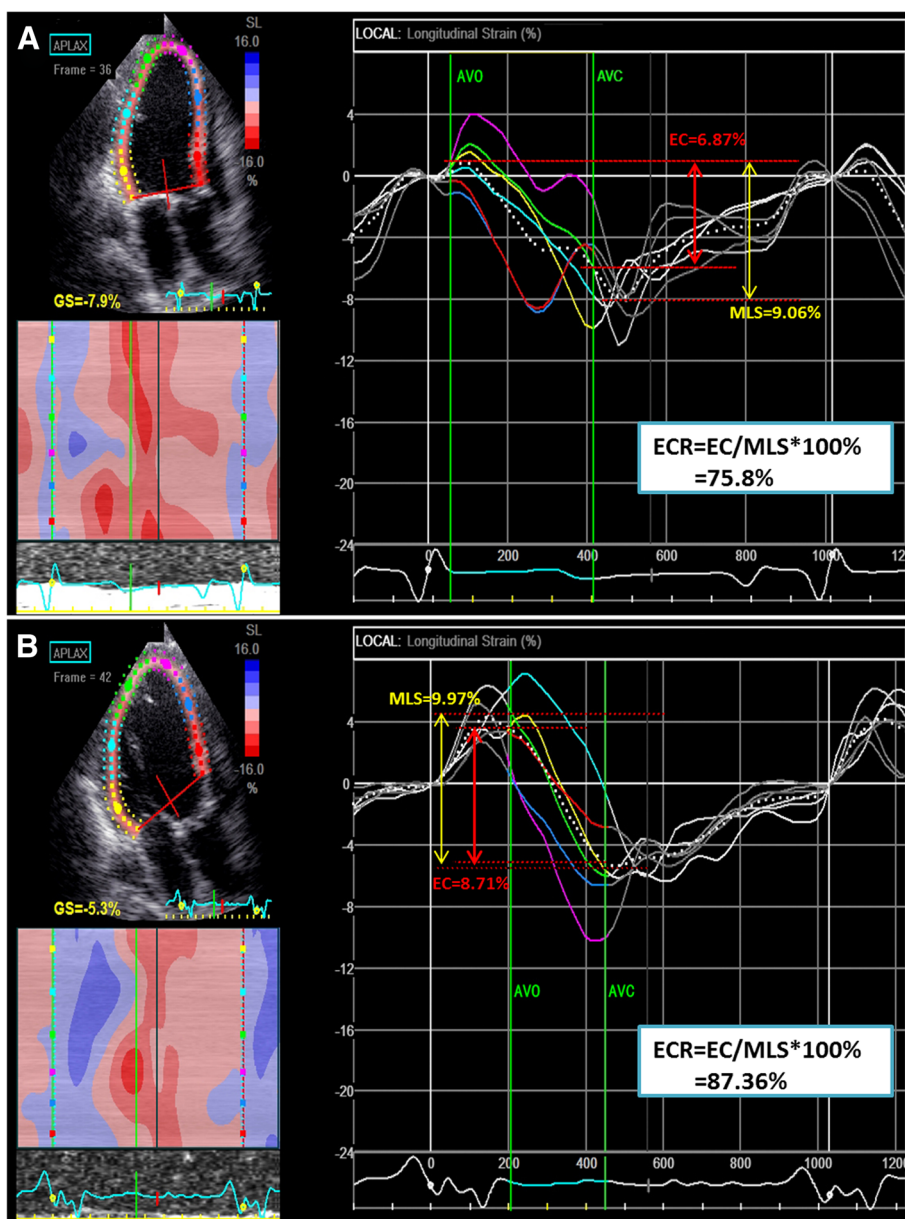 A
APLAX
Frame = 36
SL
16.0
-16.0
%
GS=-7.9%
LOCAL: Longitudinal Strain (%)
AVO
AVC
4
0
-4
-8
-12
-16
-20
-24
EC=6.87%
MLS=9.06%
ECR=EC/MLS*100%
=75.8%
0 200 400 600 800 1000 1200
B
APLAX
Frame = 42
SL
16.0
-16.0
%
GS=-5.3%
LOCAL: Longitudinal Strain (%)
MLS=9.97%
4
0
-4
-8
-12
-16
-20
-24
EC=8.71%
AVO
AVC
ECR=EC/MLS*100%
=87.36%
0 200 400 600 800 1000 1200